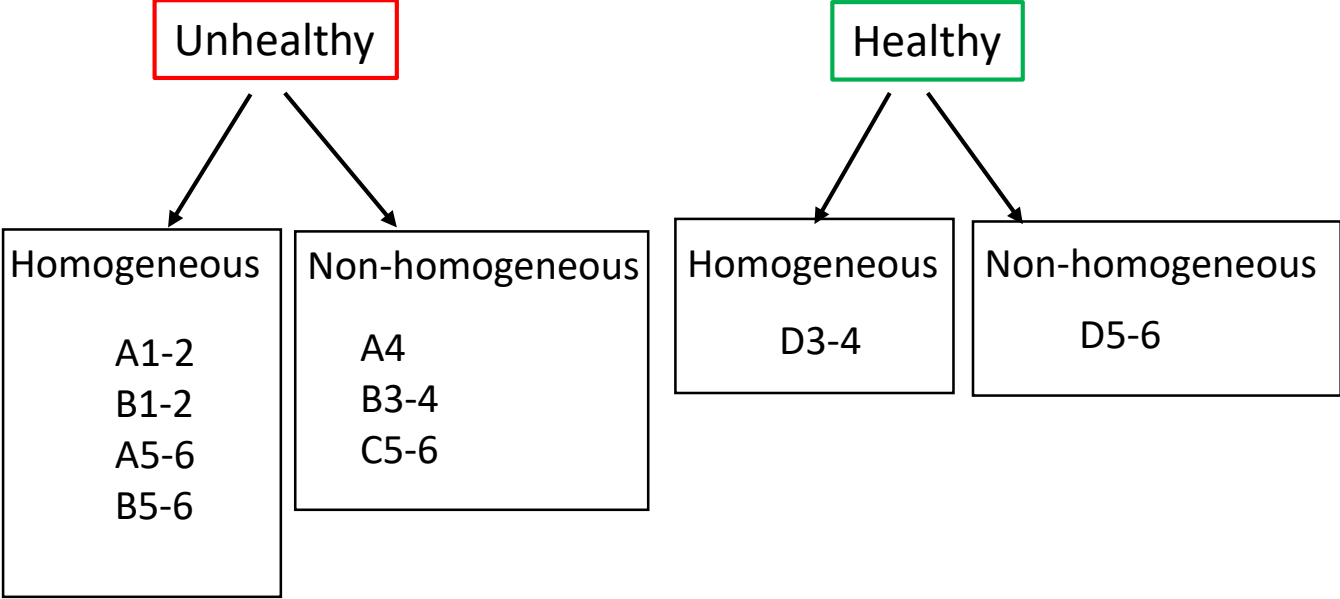 Unhealthy
Homogeneous
A1-2
B1-2
A5-6
B5-6
Non-homogeneous
A4
B3-4
C5-6
Healthy
Homogeneous
D3-4
Non-homogeneous
D5-6